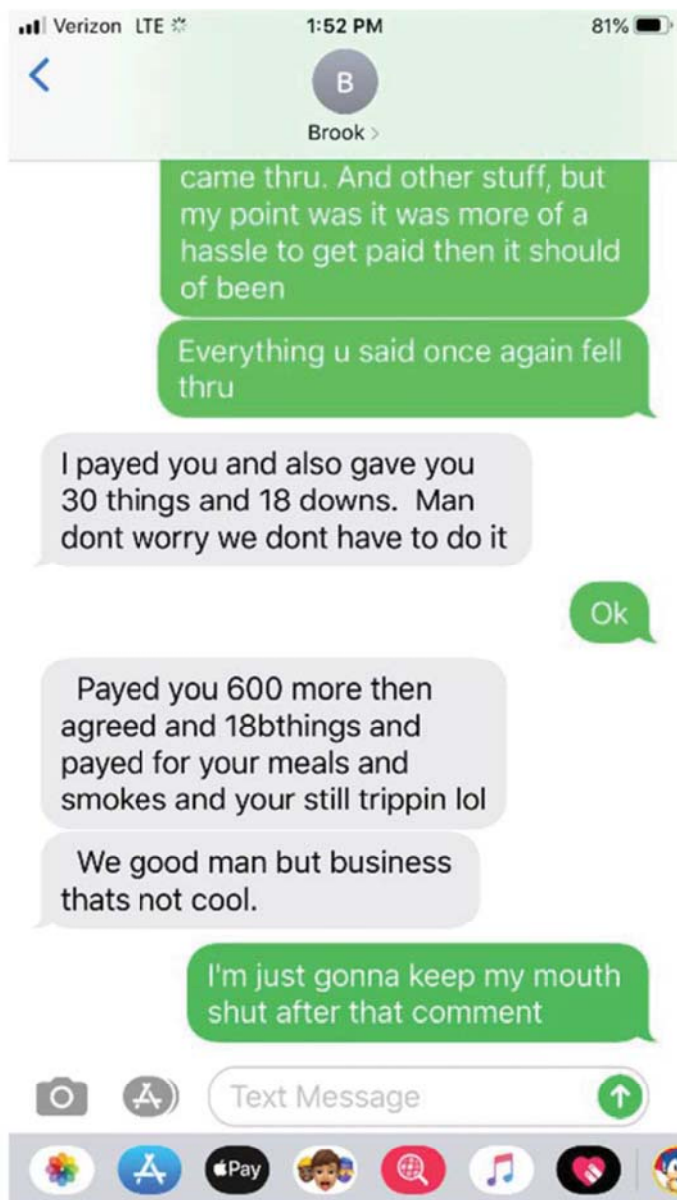 Verizon LTE
1:52 PM
81%
B
Brook >
came thru. And other stuff, but
my point was it was more of a
hassle to get paid then it should
of been
Everything u said once again fell
thru
I payed you and also gave you
30 things and 18 downs.  Man
dont worry we dont have to do it
Ok
Payed you 600 more then
agreed and 18bthings and
payed for your meals and
smokes and your still trippin lol
We good man but business
thats not cool.
I'm just gonna keep my mouth
shut after that comment
Text Message
Pay